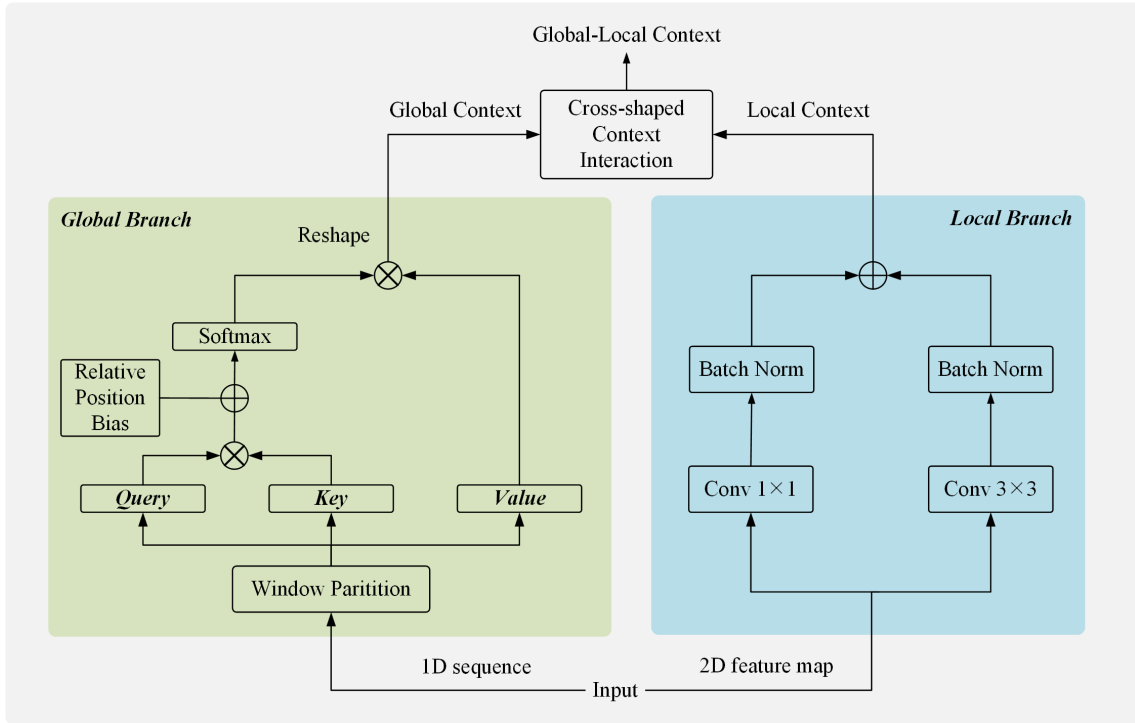 Global-Local Context
Global Context
Cross-shaped
Context
Interaction
Local Context
Global Branch
Reshape
Softmax
Relative
Position
Bias
Query
Key
Value
Window Paritition
Local Branch
Batch Norm
Batch Norm
Conv 1×1
Conv 3×3
1D sequence
2D feature map
Input